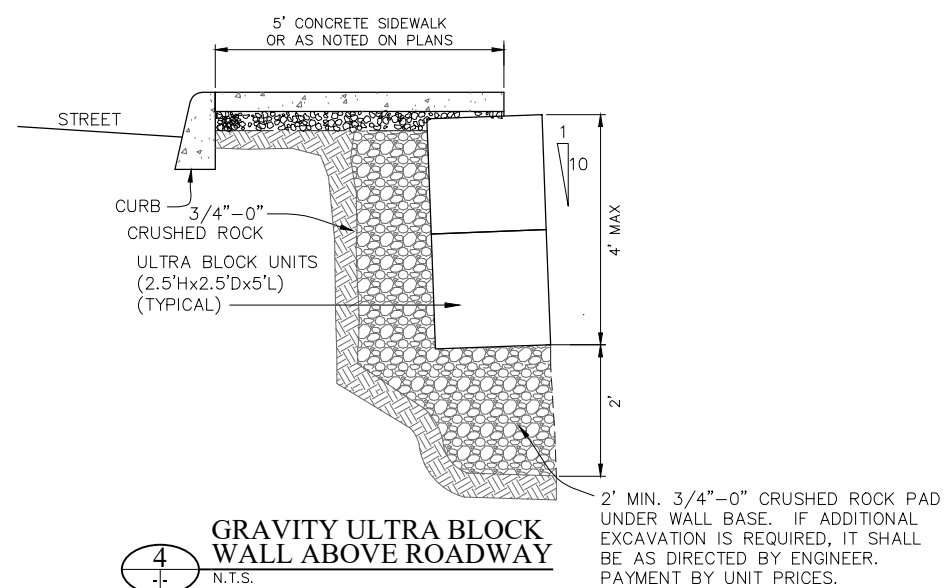 5' CONCRETE SIDEWALK
OR AS NOTED ON PLANS
STREET
1
10
CURB
3/4"-0"
CRUSHED ROCK
4' MAX
ULTRA BLOCK UNITS
(2.5'Hx2.5'Dx5'L)
(TYPICAL)
2'
2' MIN. 3/4"-0" CRUSHED ROCK PAD
UNDER WALL BASE. IF ADDITIONAL
EXCAVATION IS REQUIRED, IT SHALL
BE AS DIRECTED BY ENGINEER.
PAYMENT BY UNIT PRICES.
4
GRAVITY ULTRA BLOCK
WALL ABOVE ROADWAY
N.T.S.